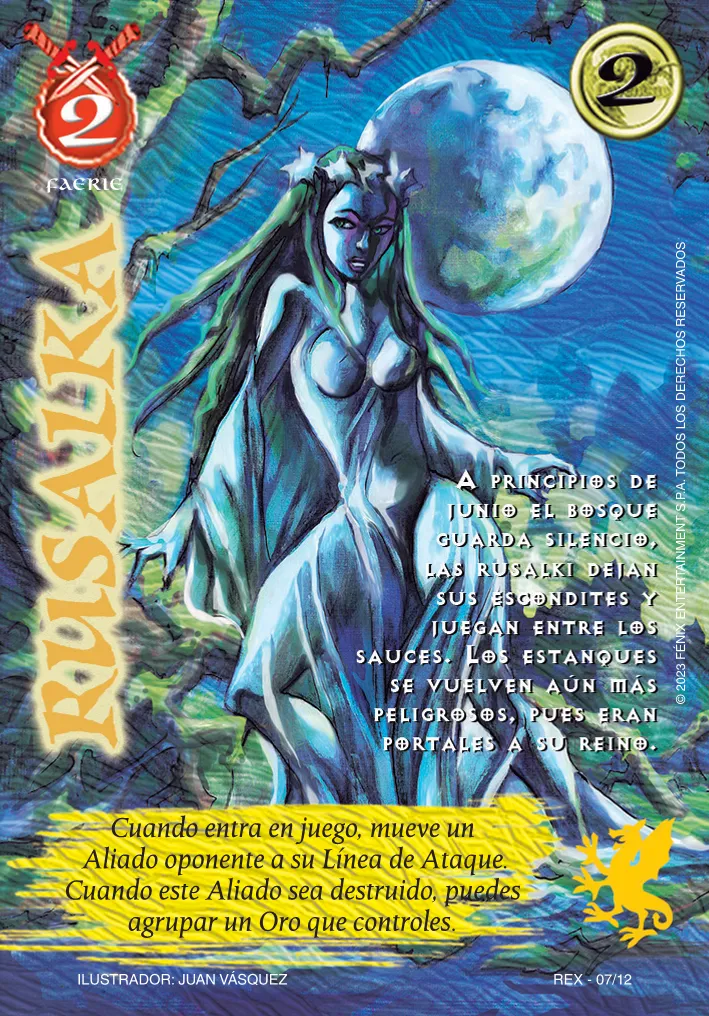 2
2
FAERIE
RUSALKA
A PRINCIPIOS DE
JUNIO EL BOSQUE
GUARDA SILENCIO,
LAS RUSALKI DEJAN
SUS ESCONDITES Y
JUEGAN ENTRE LOS
SAUCES. LOS ESTANQUES
SE VUELVEN AÚN MÁS
PELIGROSOS, PUES ERAN
PORTALES A SU REINO.
© 2023 FÉNIX ENTERTAINMENT S.P.A. TODOS LOS DERECHOS RESERVADOS
Cuando entra en juego, mueve un
Aliado oponente a su Línea de Ataque.
Cuando este Aliado sea destruido, puedes
agrupar un Oro que controles.
ILUSTRADOR: JUAN VÁSQUEZ
REX - 07/12